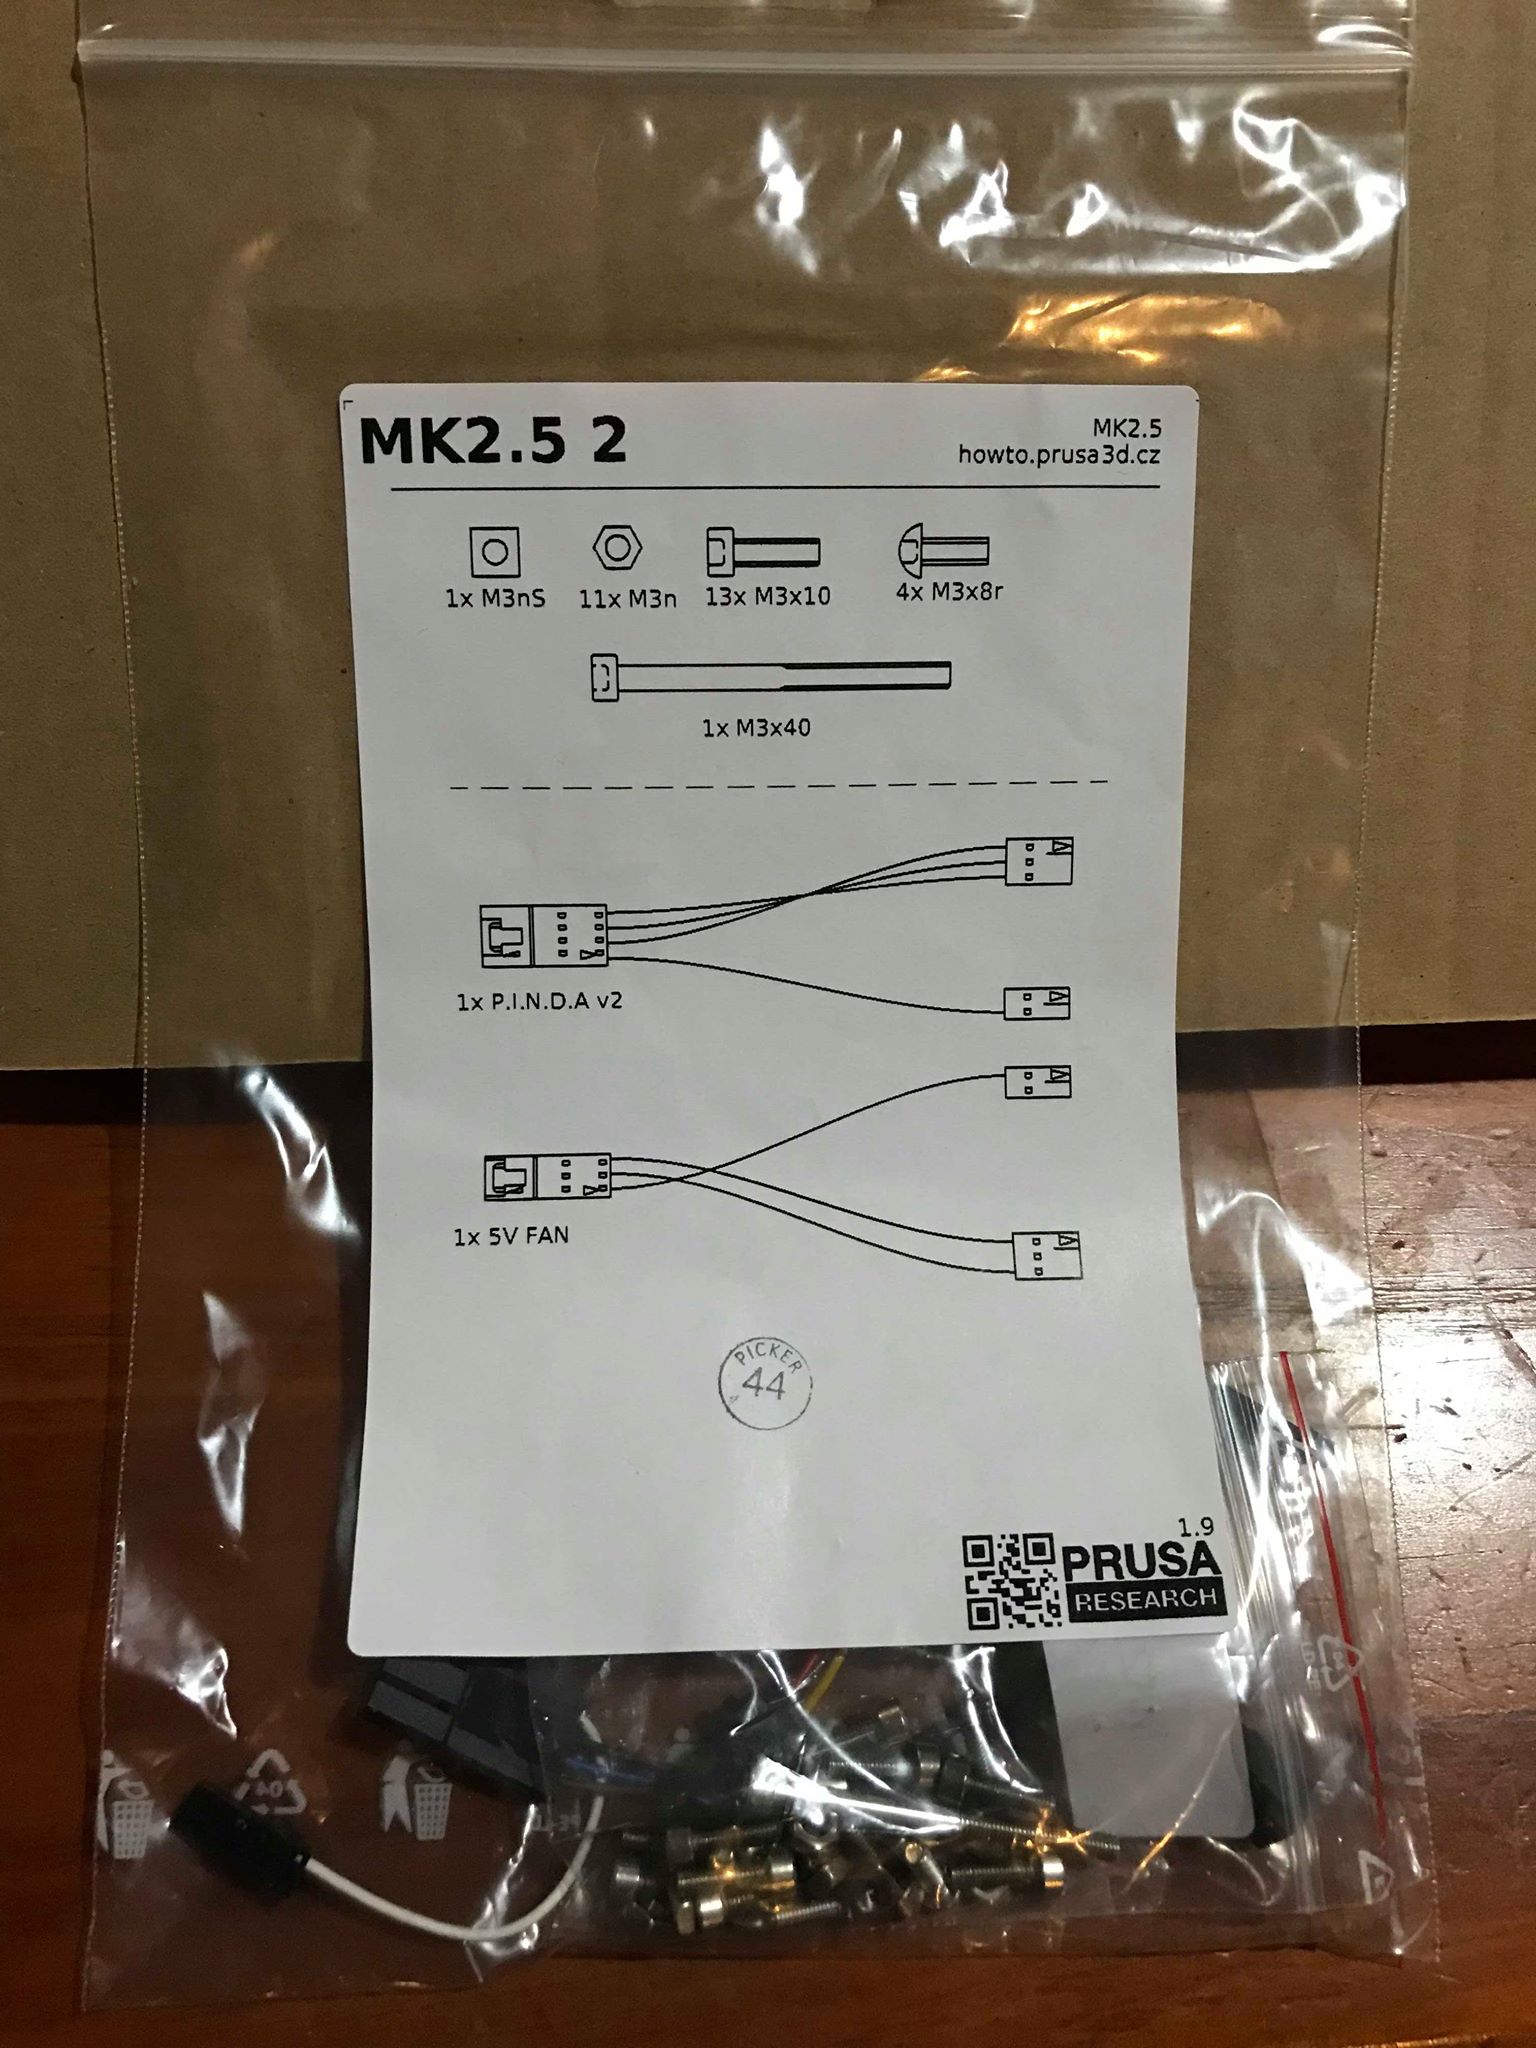 MK2.5 2
MK2.5
howto.prusa3d.cz
1x M3nS
11x M3n
13x M3x10
4x M3x8r
1x M3x40
1x P.I.N.D.A v2
1x 5V FAN
PICKER
44
1.9
PRUSA
RESEARCH